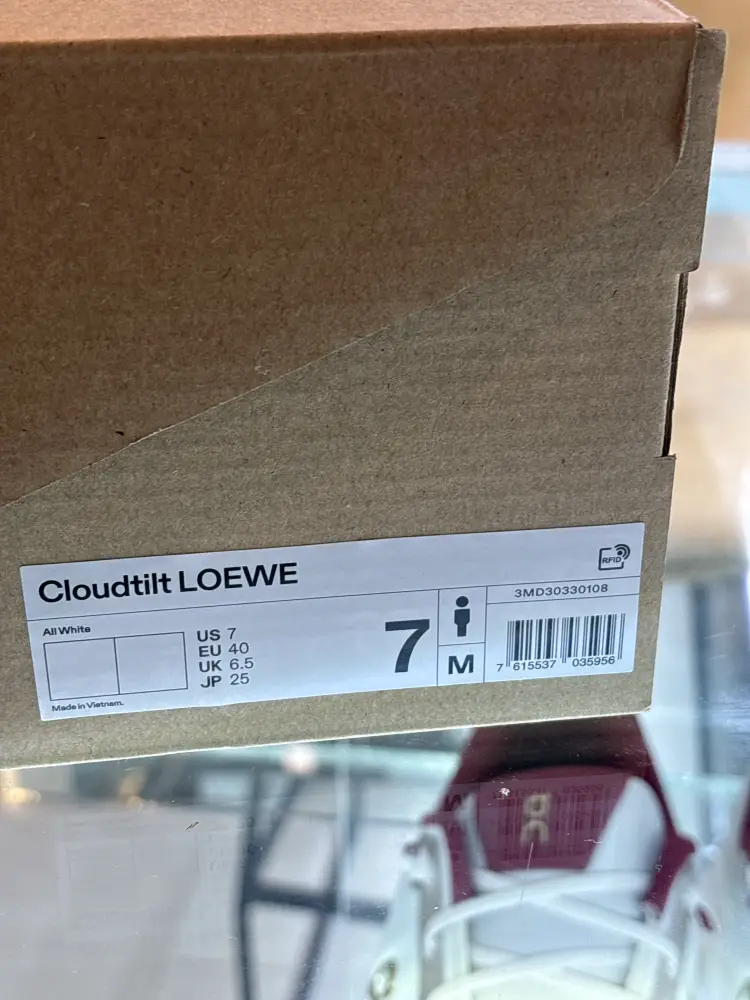 Cloudtilt LOEWE
RFID
All White
US 7
EU 40
UK 6.5
JP 25
7
M
3MD30330108
7 615537 035956
Made in Vietnam.